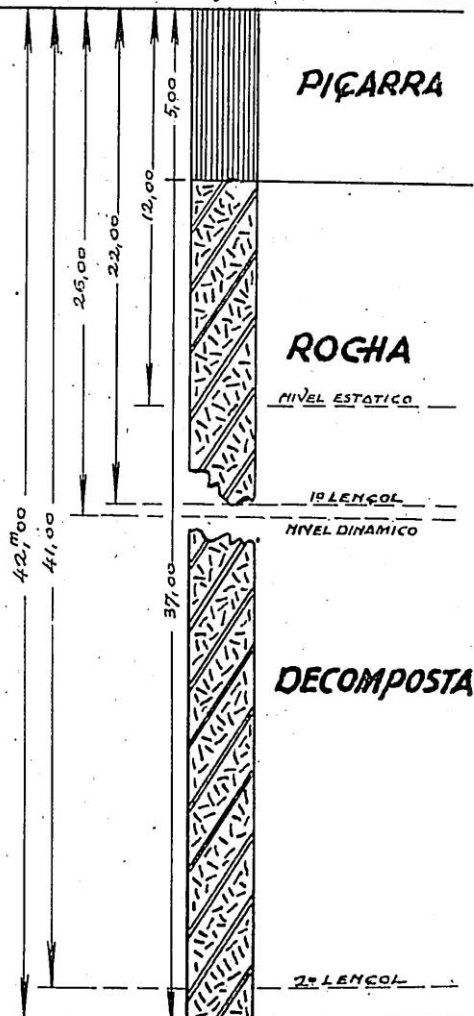 PIÇARRA
5,00
12,00
22,00
26,00
ROCHA
NIVEL ESTATICO
1º LENÇOL
NIVEL DINAMICO
42,m00
41,00
37,00
DECOMPOSTA
2º LENÇOL